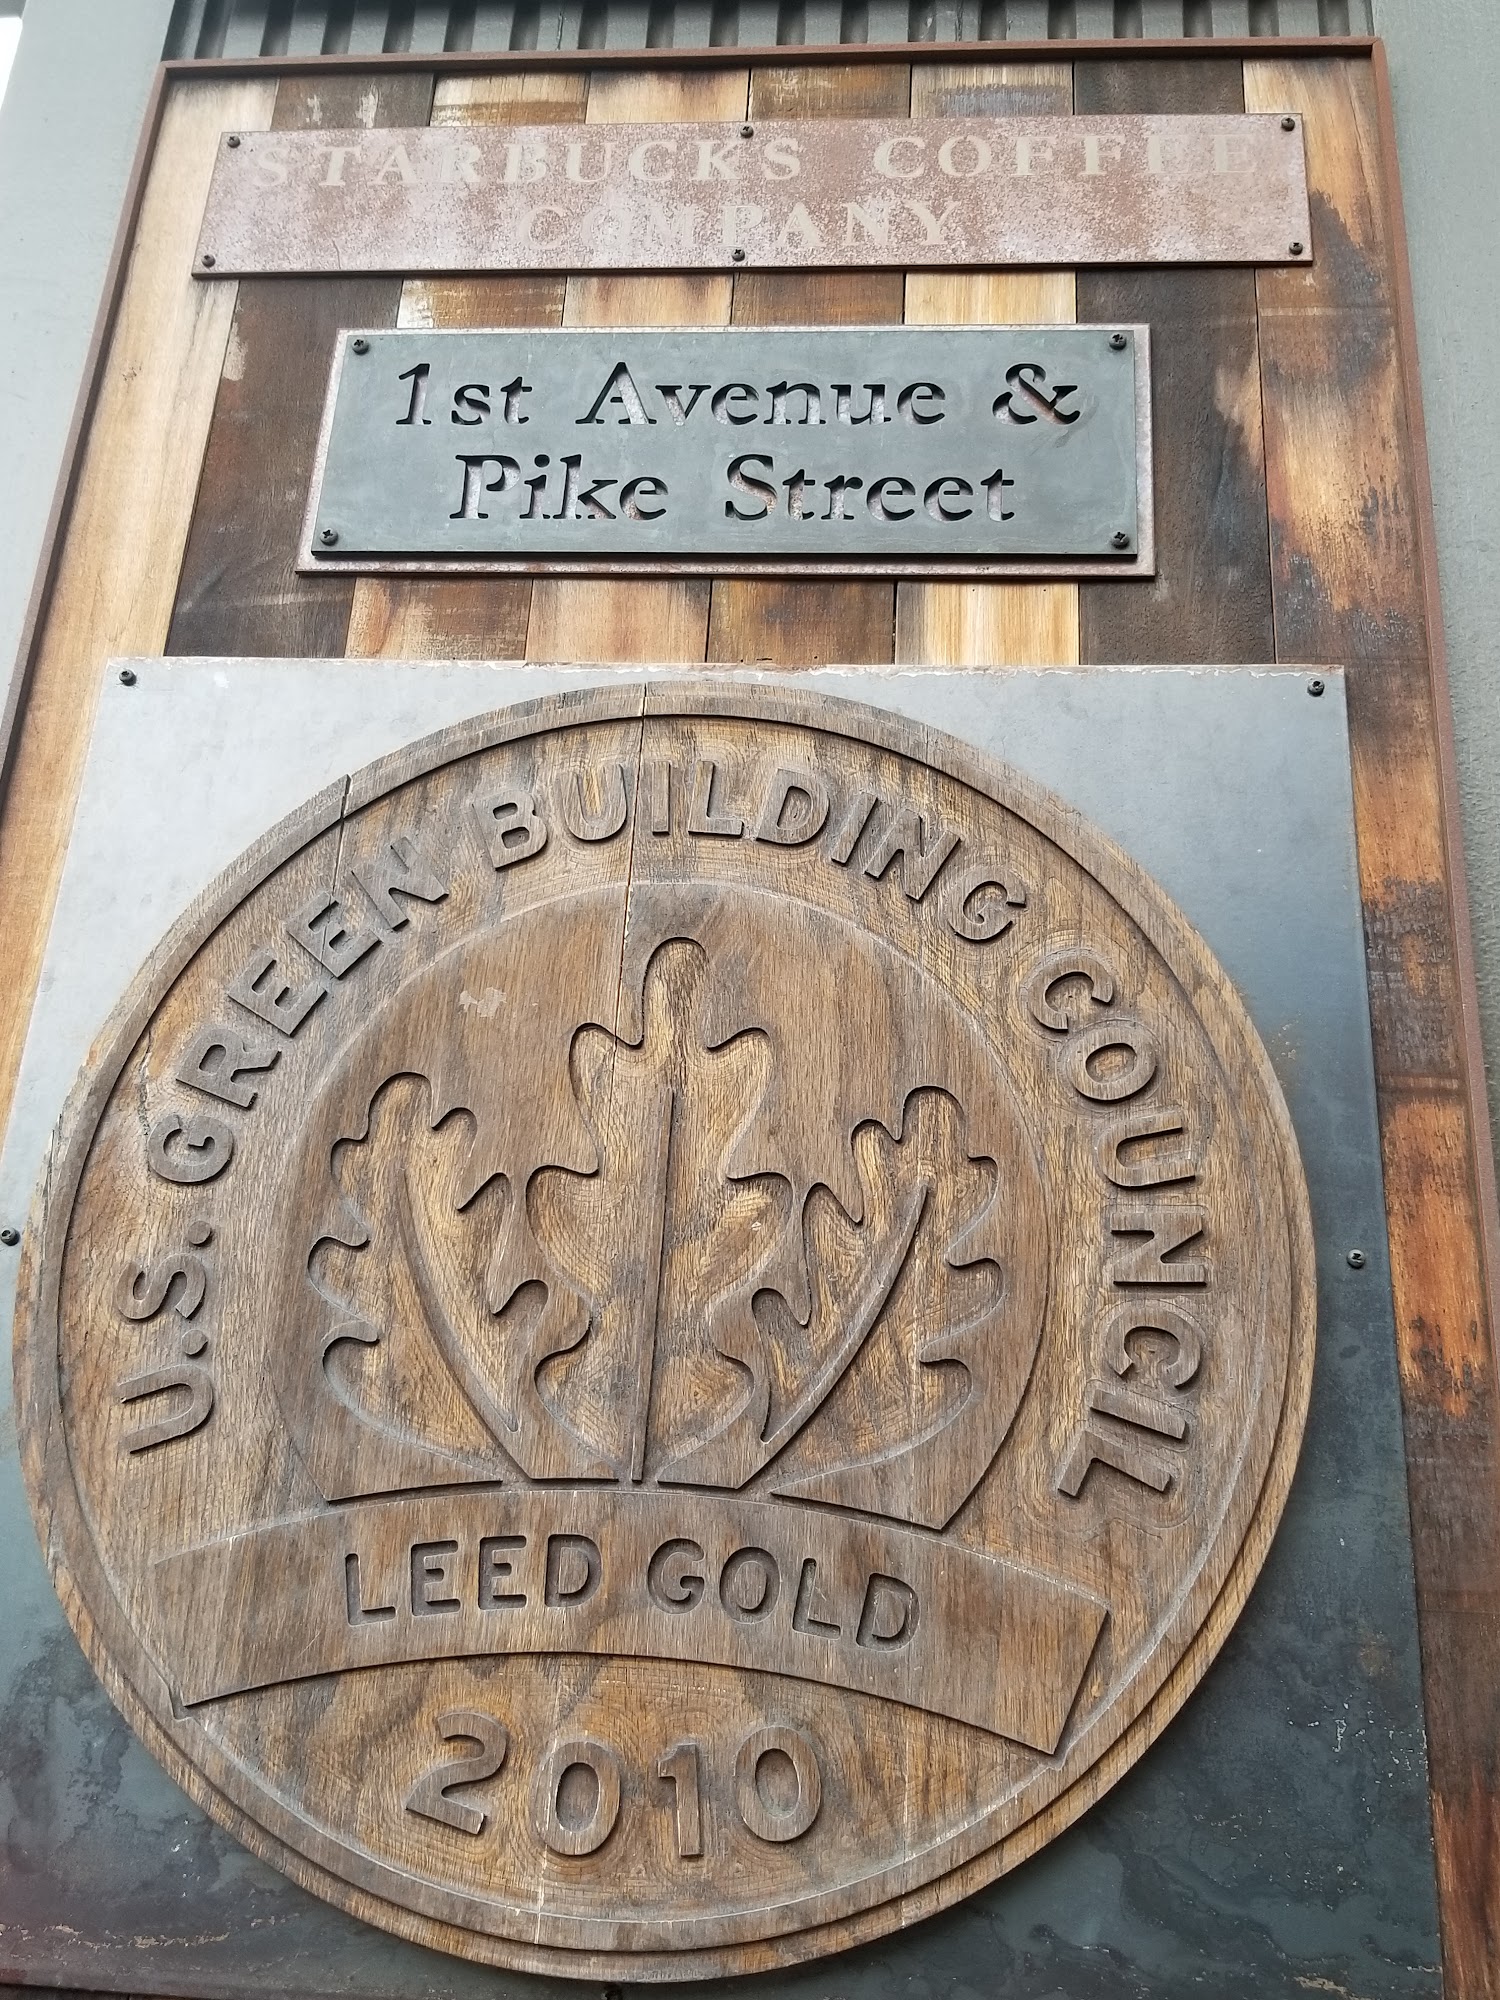 STARBUCKS COFFEE
COMPANY
1st Avenue &
Pike Street
U.S. GREEN BUILDING COUNCIL
LEED GOLD
2010